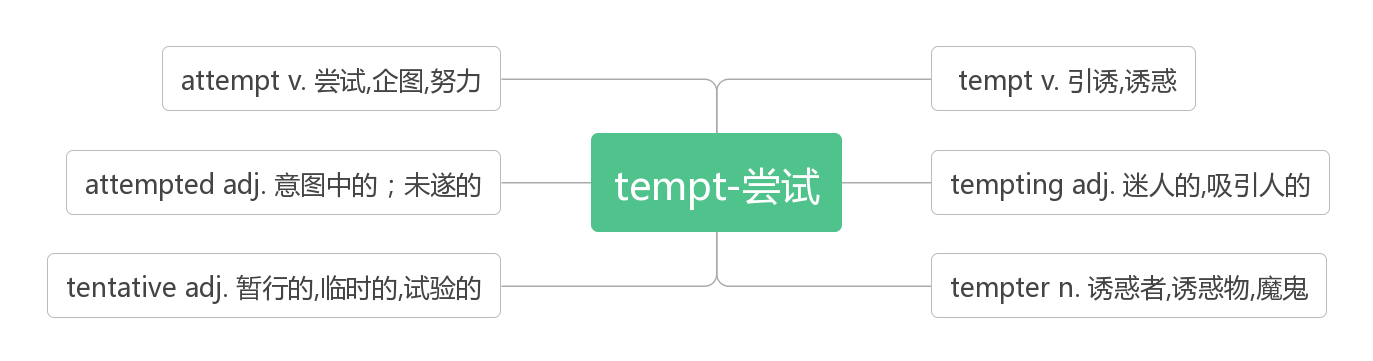 attempt v. 尝试,企图,努力
tempt v. 引诱,诱惑
attempted adj. 意图中的；未遂的
tempt-尝试
tempting adj. 迷人的,吸引人的
tentative adj. 暂行的,临时的,试验的
tempter n. 诱惑者,诱惑物,魔鬼